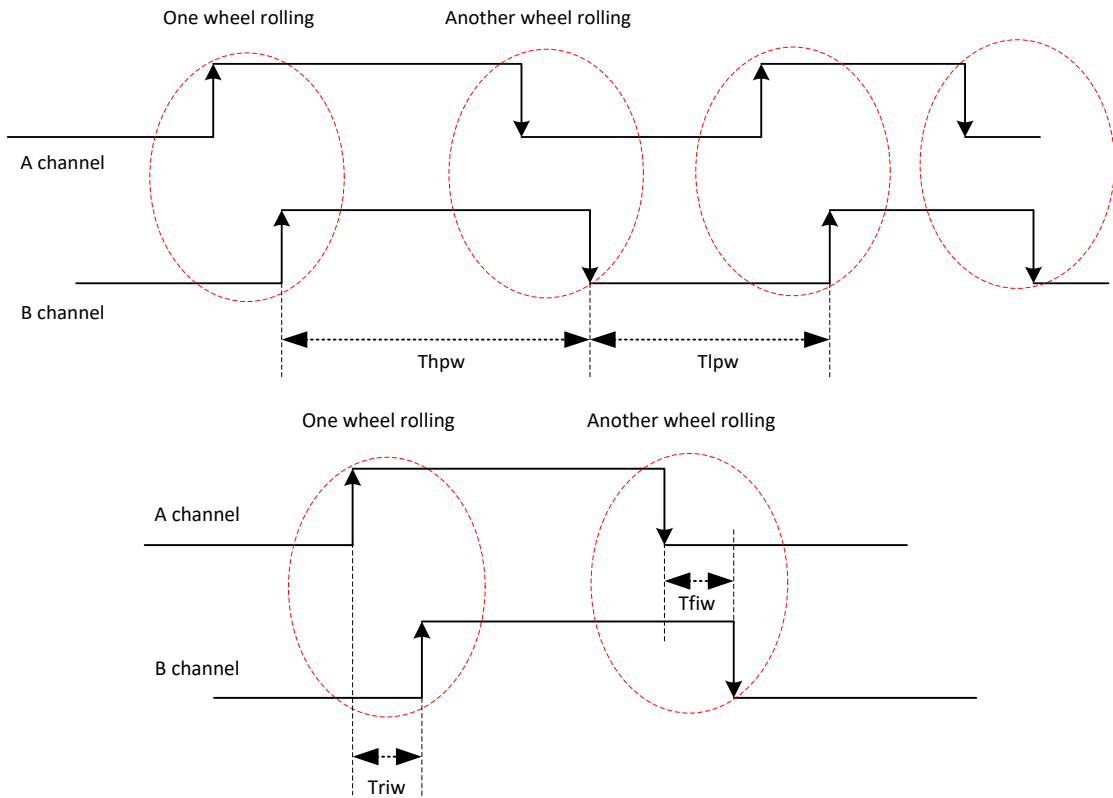 One wheel rolling
Another wheel rolling
A channel
B channel
Thpw
Tlpw
One wheel rolling
Another wheel rolling
A channel
Tfiw
B channel
Triw